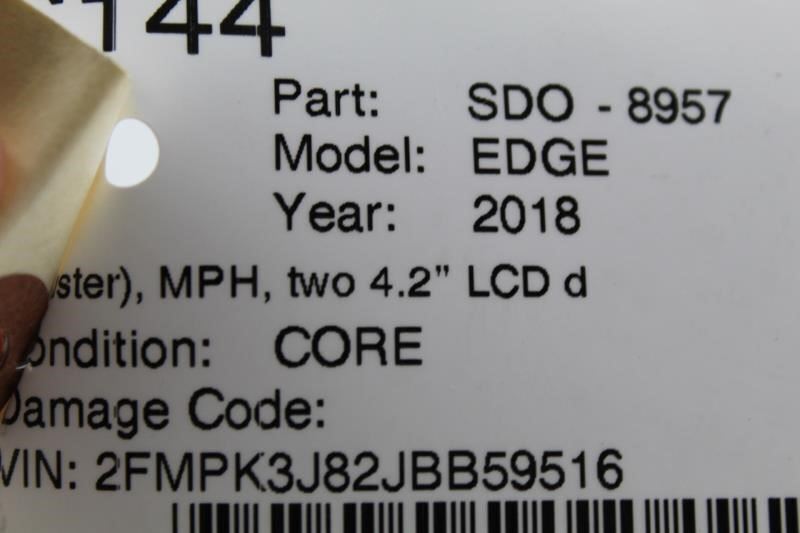 144
Part: SDO - 8957
Model: EDGE
Year: 2018
ster), MPH, two 4.2" LCD d
ondition: CORE
Damage Code:
VIN: 2FMPK3J82JBB59516